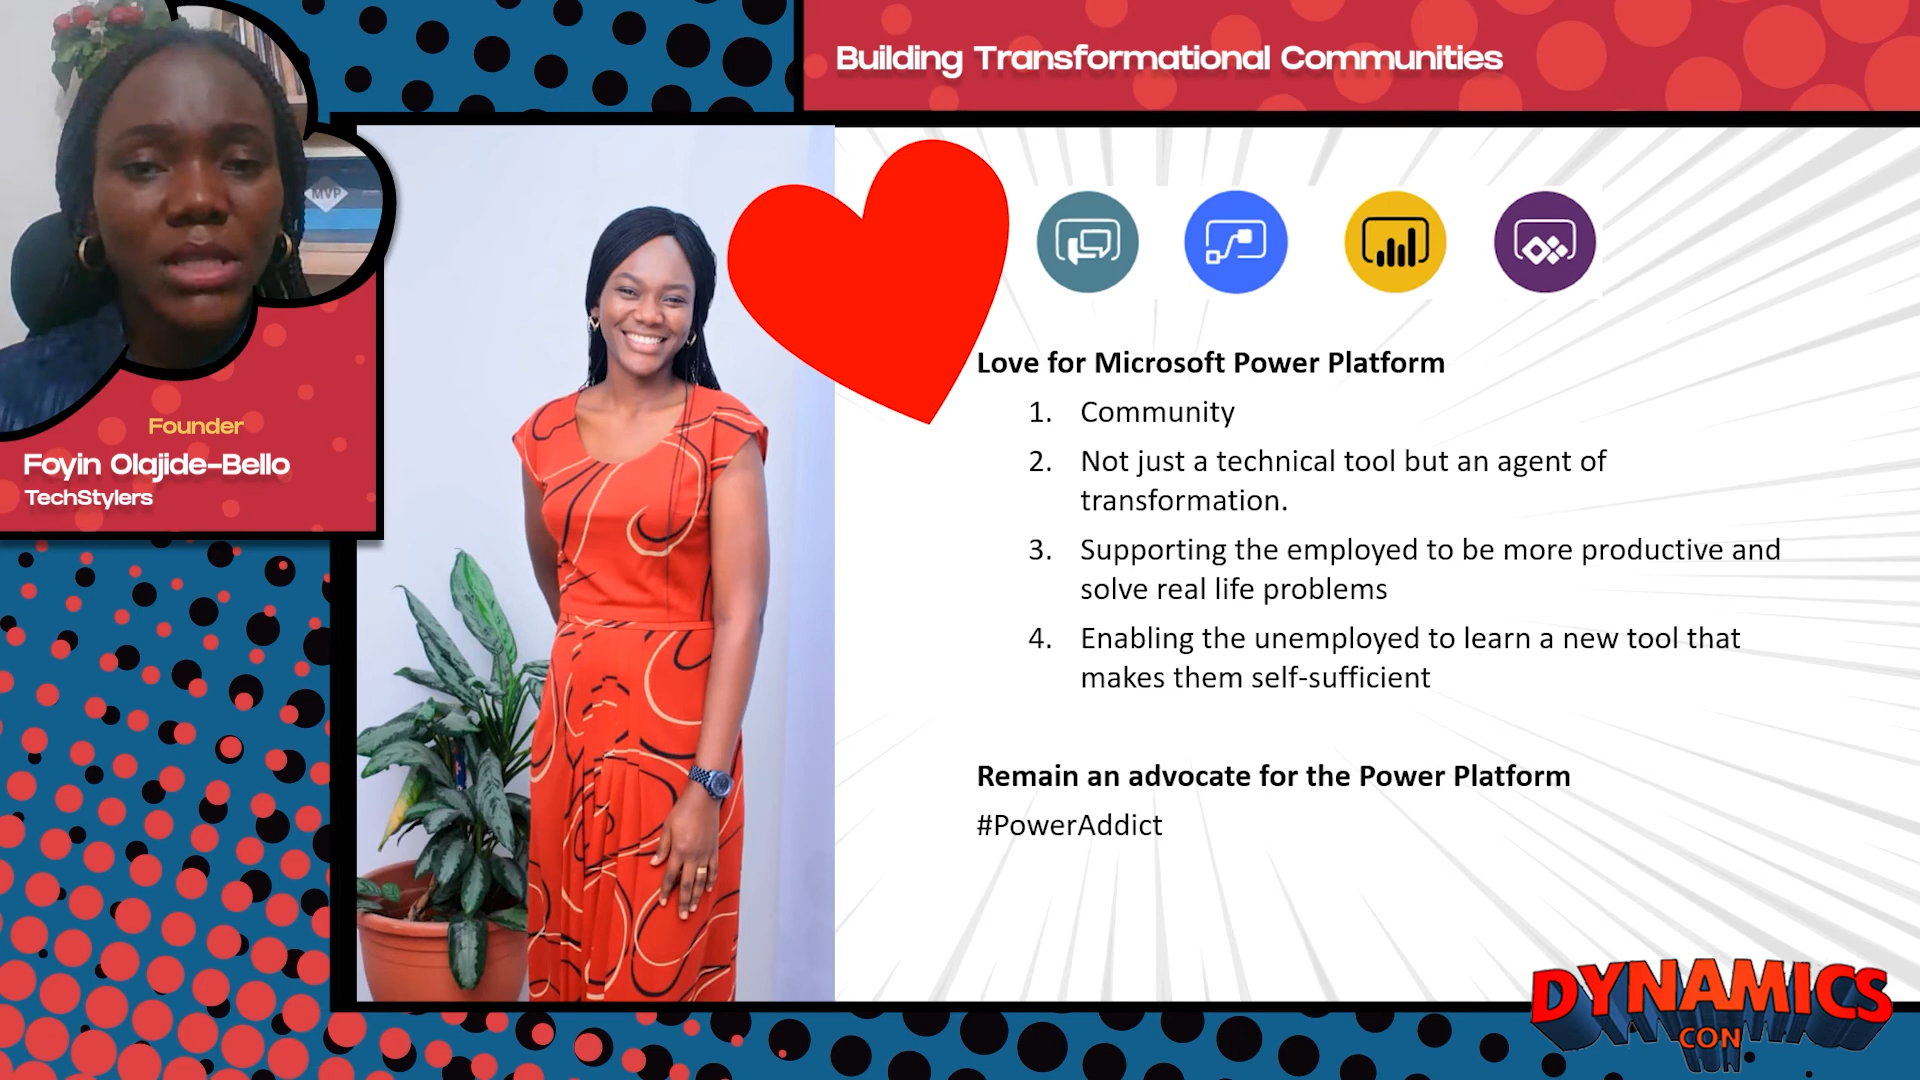 Building Transformational Communities
MVP
Founder
Foyin Olajide-Bello
TechStylers
Love for Microsoft Power Platform
1. Community
2. Not just a technical tool but an agent of
transformation.
3. Supporting the employed to be more productive and
solve real life problems
4. Enabling the unemployed to learn a new tool that
makes them self-sufficient
Remain an advocate for the Power Platform
#PowerAddict
DYNAMICS
CON